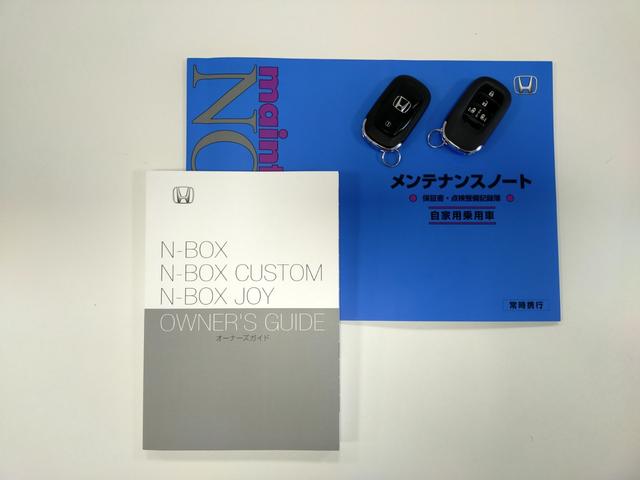 maint
NO
メンテナンスノート
保証書・点検整備記録簿
自家用乗用車
常時携行
N-BOX
N-BOX CUSTOM
N-BOX JOY
OWNER'S GUIDE
オーナーズガイド